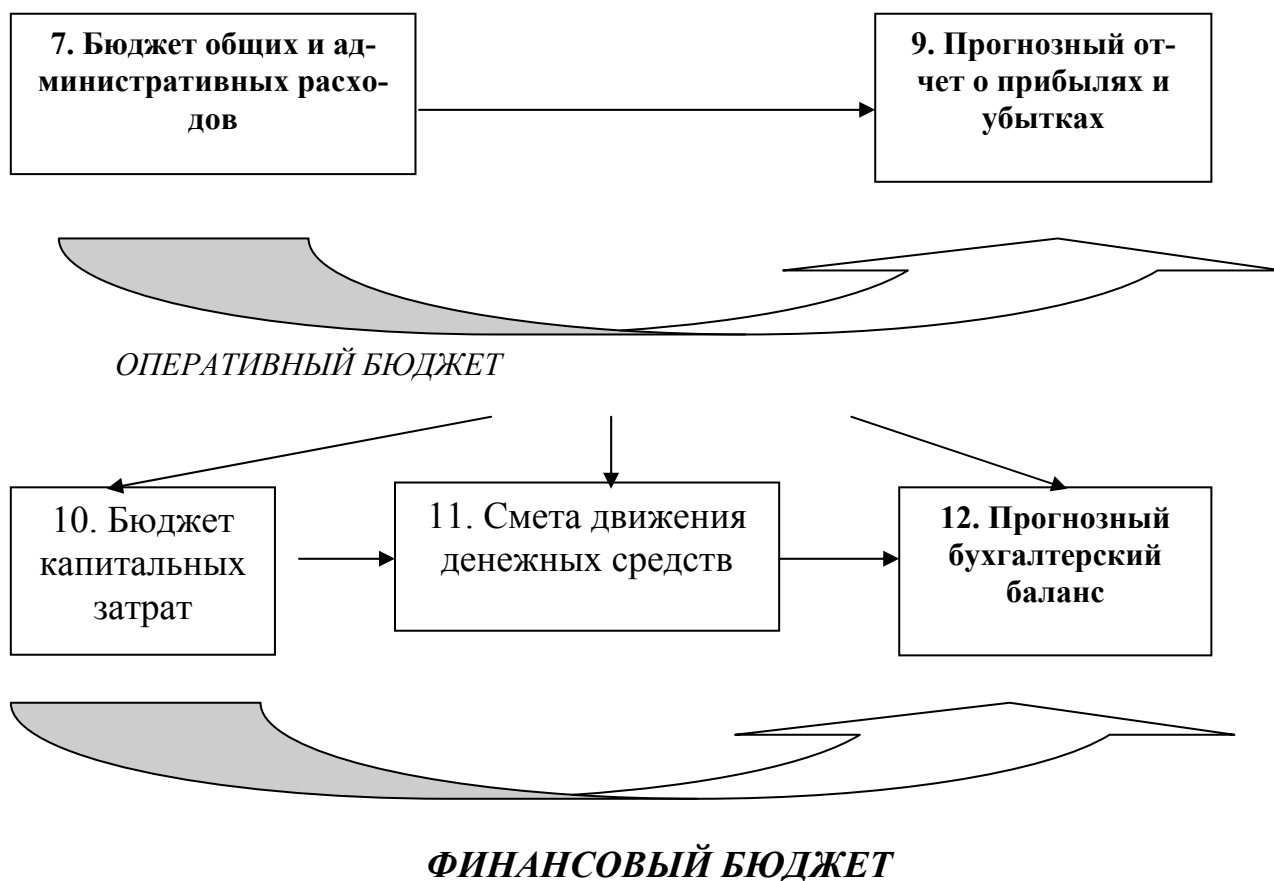 7. Бюджет общих и ад-
министративных расхо-
дов
9. Прогнозный от-
чет о прибылях и
убытках
ОПЕРАТИВНЫЙ БЮДЖЕТ
10. Бюджет
капитальных
затрат
11. Смета движения
денежных средств
12. Прогнозный
бухгалтерский
баланс
ФИНАНСОВЫЙ БЮДЖЕТ